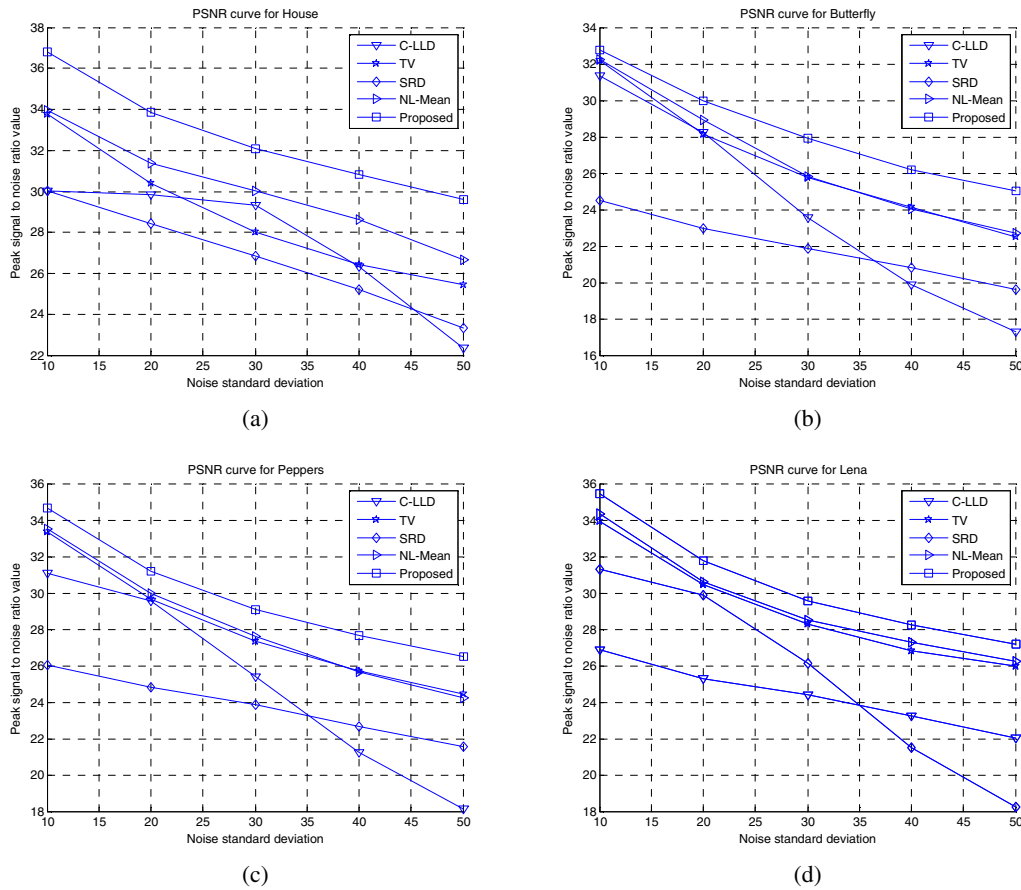 PSNR curve for House
38
36
34
32
30
28
26
24
22
10 15 20 25 30 35 40 45 50
Peak signal to noise ratio value
Noise standard deviation
C-LLD
TV
SRD
NL-Mean
Proposed
(a)
PSNR curve for Butterfly
34
32
30
28
26
24
22
20
18
16
10 15 20 25 30 35 40 45 50
Peak signal to noise ratio value
Noise standard deviation
C-LLD
TV
SRD
NL-Mean
Proposed
(b)
PSNR curve for Peppers
36
34
32
30
28
26
24
22
20
18
10 15 20 25 30 35 40 45 50
Peak signal to noise ratio value
Noise standard deviation
C-LLD
TV
SRD
NL-Mean
Proposed
(c)
PSNR curve for Lena
36
34
32
30
28
26
24
22
20
18
10 15 20 25 30 35 40 45 50
Peak signal to noise ratio value
Noise standard deviation
C-LLD
TV
SRD
NL-Mean
Proposed
(d)